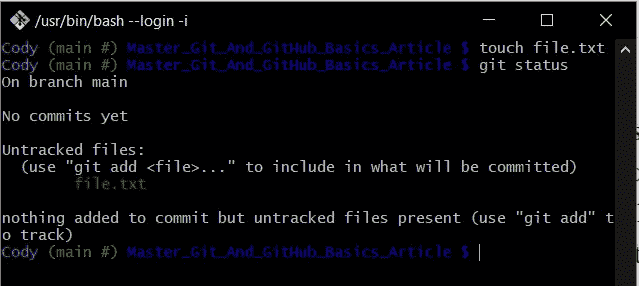 /usr/bin/bash --login -i
Cody (main #) Master_Git_And_GitHub_Basics_Article $ touch file.txt
Cody (main #) Master_Git_And_GitHub_Basics_Article $ git status
On branch main
No commits yet
Untracked files:
(use "git add <file>..." to include in what will be committed)
file.txt
nothing added to commit but untracked files present (use "git add" t
o track)
Cody (main #) Master_Git_And_GitHub_Basics_Article $